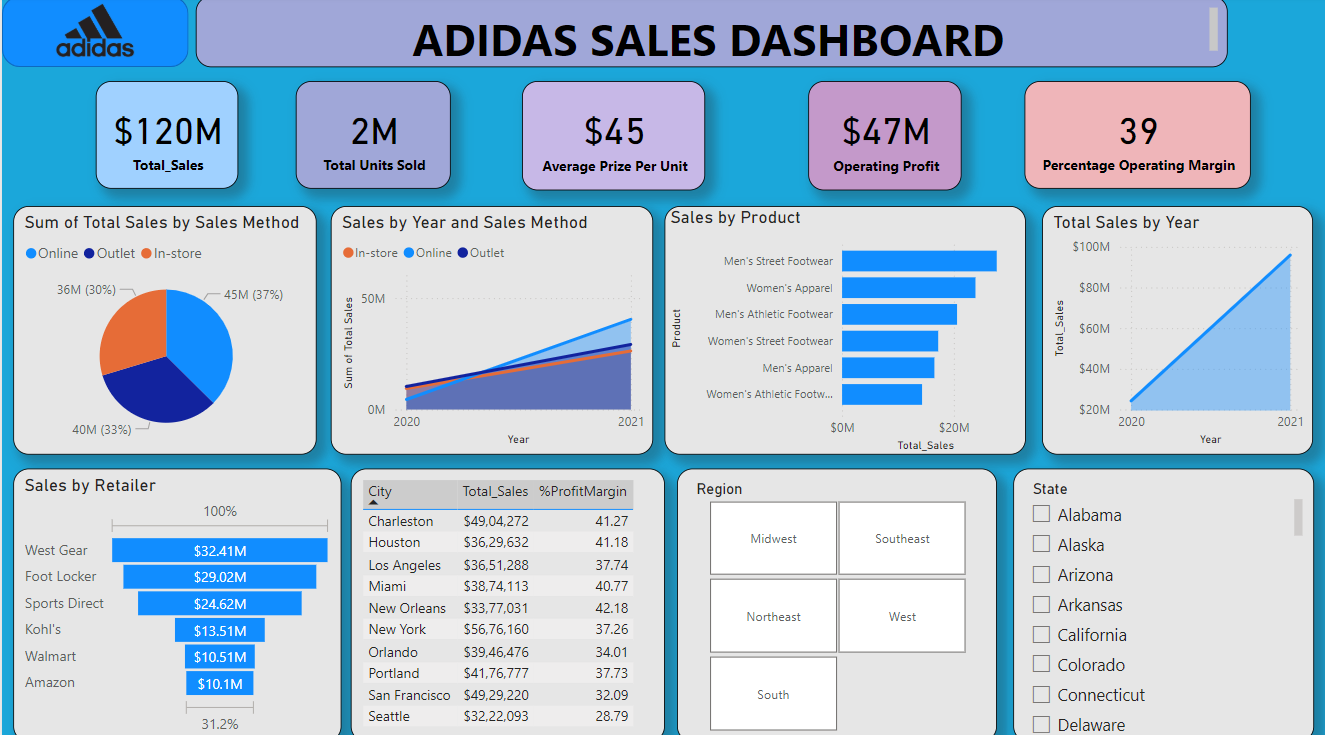 adidas
ADIDAS SALES DASHBOARD
$120M
Total_Sales
2M
Total Units Sold
$45
Average Prize Per Unit
$47M
Operating Profit
39
Percentage Operating Margin
Sum of Total Sales by Sales Method
Online Outlet In-store
36M (30%)
45M (37%)
40M (33%)
Sales by Year and Sales Method
In-store Online Outlet
Sum of Total Sales
50M
0M
2020 2021
Year
Sales by Product
Product
Men's Street Footwear
Women's Apparel
Men's Athletic Footwear
Women's Street Footwear
Men's Apparel
Women's Athletic Footw...
$0M $20M
Total_Sales
Total Sales by Year
Total_Sales
$100M
$80M
$60M
$40M
$20M
2020 2021
Year
Sales by Retailer
100%
West Gear $32.41M
Foot Locker $29.02M
Sports Direct $24.62M
Kohl's $13.51M
Walmart $10.51M
Amazon $10.1M
31.2%
City Total_Sales %ProfitMargin
Charleston $49,04,272 41.27
Houston $36,29,632 41.18
Los Angeles $36,51,288 37.74
Miami $38,74,113 40.77
New Orleans $33,77,031 42.18
New York $56,76,160 37.26
Orlando $39,46,476 34.01
Portland $41,76,777 37.73
San Francisco $49,29,220 32.09
Seattle $32,22,093 28.79
Region
Midwest Southeast
Northeast West
South
State
Alabama
Alaska
Arizona
Arkansas
California
Colorado
Connecticut
Delaware